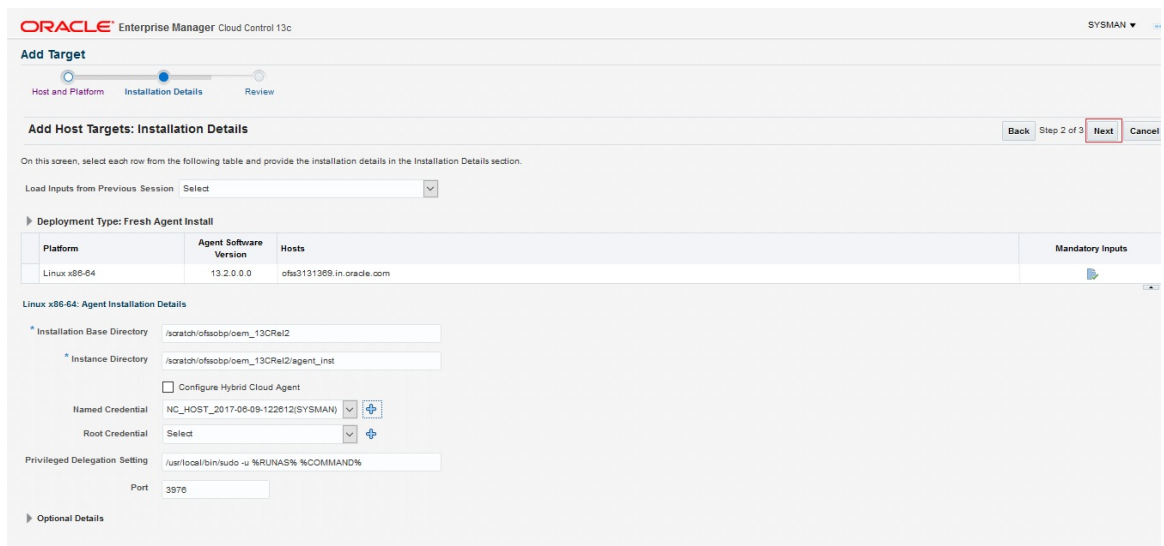 ORACLE Enterprise Manager Cloud Control 13c
SYSMAN
Add Target
Host and Platform Installation Details Review
Add Host Targets: Installation Details
Back Step 2 of 3 Next Cancel
On this screen, select each row from the following table and provide the installation details in the Installation Details section.
Load Inputs from Previous Session Select
Deployment Type: Fresh Agent Install
Platform Agent Software Version Hosts Mandatory Inputs
Linux x86-64 13.2.0.0.0 ofss3131369.in.oracle.com
Linux x86-64: Agent Installation Details
* Installation Base Directory /scratch/ofssobp/oem_13CRel2
* Instance Directory /scratch/ofssobp/oem_13CRel2/agent_inst
Configure Hybrid Cloud Agent
Named Credential NC_HOST_2017-06-09-122612(SYSMAN)
Root Credential Select
Privileged Delegation Setting /usr/local/bin/sudo -u %RUNAS% %COMMAND%
Port 3976
Optional Details